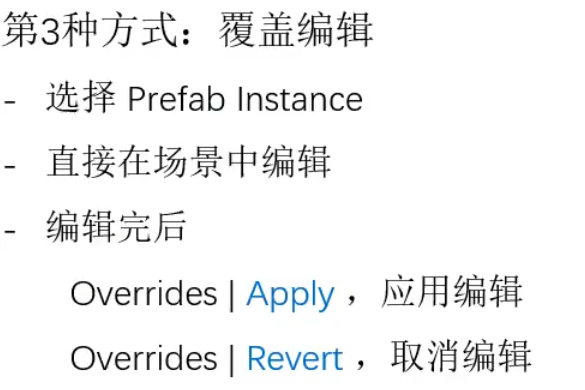 第3种方式：覆盖编辑
- 选择 Prefab Instance
- 直接在场景中编辑
- 编辑完后
Overrides | Apply ，应用编辑
Overrides | Revert ，取消编辑